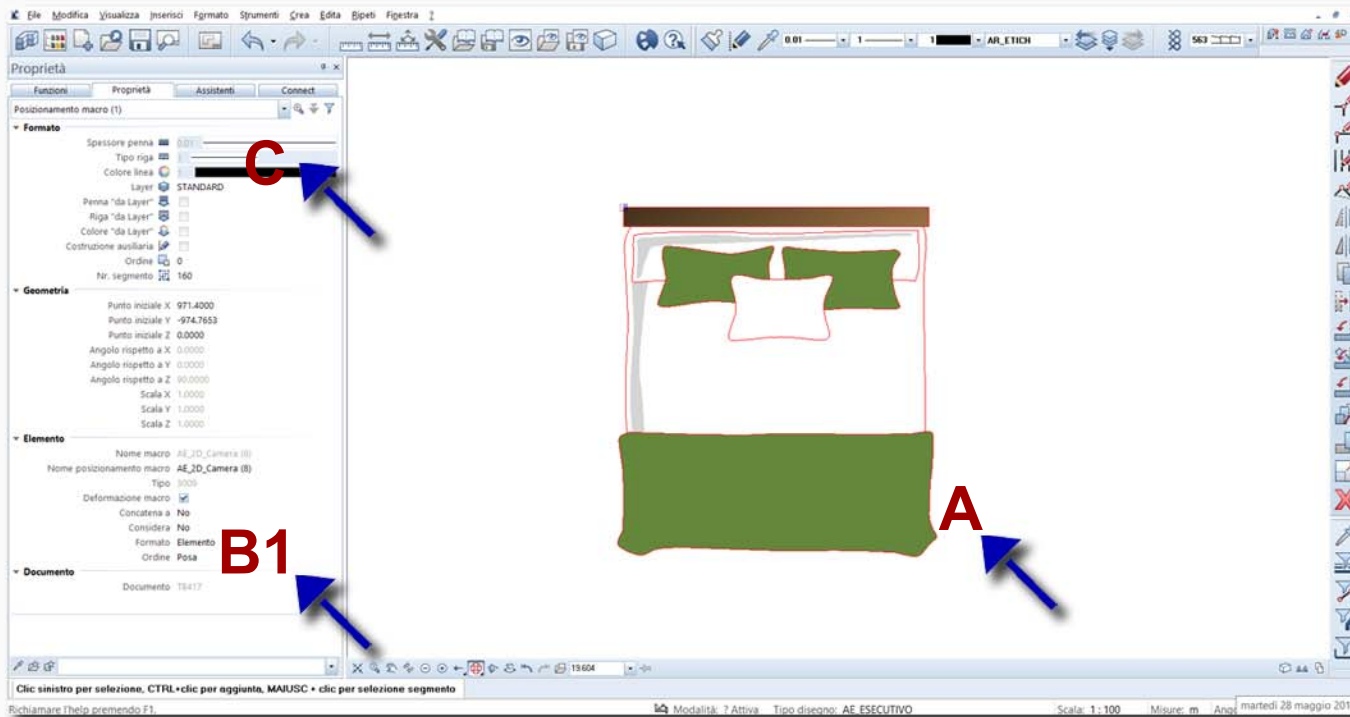 File Modifica Visualizza Inserisci Formato Strumenti Crea Edita Ripeti Finestra ?
0.01 1 1 AR_ETICH 563
Proprietà
Funzioni Proprietà Assistenti Connect
Posizionamento macro (1)
Formato
Spessore penna 0.01
Tipo riga 1
Colore linea 1
C
Layer STANDARD
Penna "da Layer"
Riga "da Layer"
Colore "da Layer"
Costruzione ausiliaria
Ordine 0
Nr. segmento 160
Geometria
Punto iniziale X 971.4000
Punto iniziale Y -974.7653
Punto iniziale Z 0.0000
Angolo rispetto a X 0.0000
Angolo rispetto a Y 0.0000
Angolo rispetto a Z 90.0000
Scala X 1.0000
Scala Y 1.0000
Scala Z 1.0000
Elemento
Nome macro AE_2D_Camera (8)
Nome posizionamento macro AE_2D_Camera (8)
Tipo 3009
Deformazione macro
Concatena a No
Considera No
Formato Elemento
Ordine Posa
B1
A
Documento
Documento TB417
19.604
Clic sinistro per selezione, CTRL+clic per aggiunta, MAIUSC + clic per selezione segmento
Richiamare l'help premendo F1. Modalità: ? Attiva Tipo disegno: AE_ESECUTIVO Scala: 1:100 Misure: m Ang martedì 28 maggio 201